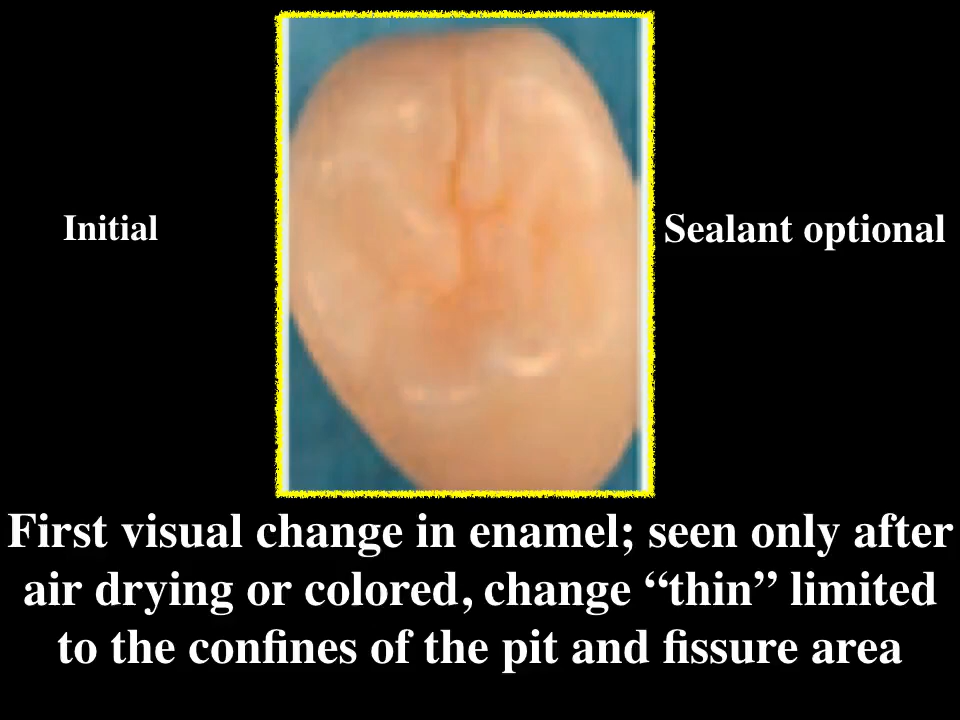 Initial
Sealant optional
First visual change in enamel; seen only after
air drying or colored, change “thin” limited
to the confines of the pit and fissure area